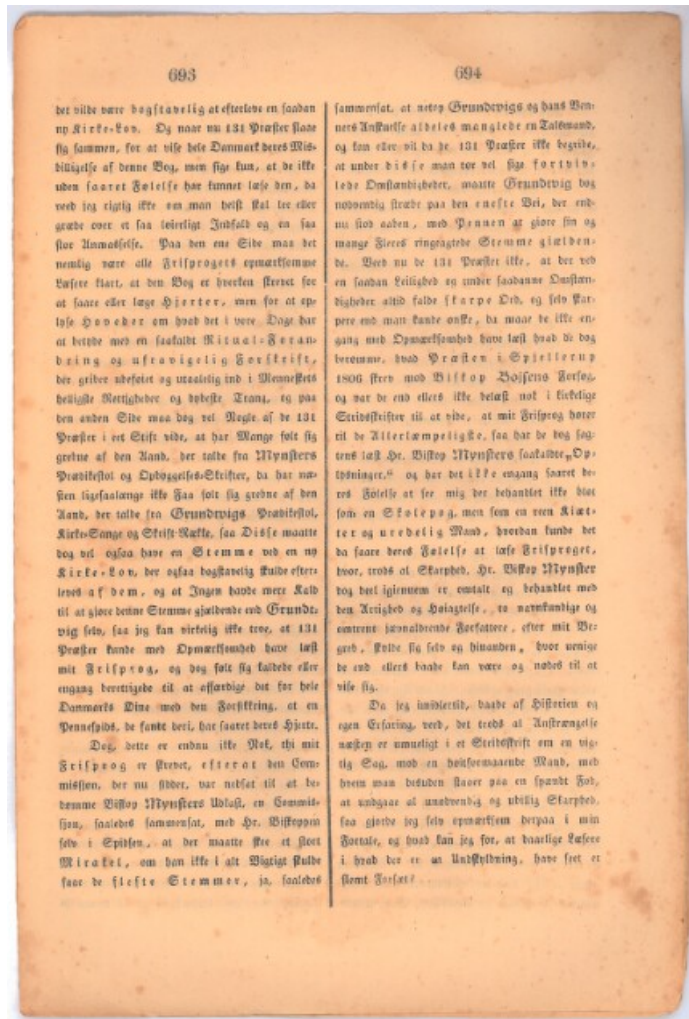 693
det vilde være bogstavelig at efterleve en saadan
ny Kirke-Lov. Og naar nu 131 Præster staae
sig sammen, for at vise hele Danmark deres Mis-
billigelse af denne Bog, men sige kun, at de ikke
uden saaret Følelse har kunnet læse den, da
veed jeg rigtig ikke om man helst skal lee eller
græde over et saa løierligt Indfald og en saa
stor Anmasselse. Paa den ene Side maa det
nemlig være alle Frisprogets opmærksomme
Læsere klart, at den Bog er hverken skrevet for
at saare eller læge Hjerter, men for at op-
lyse Hoveder om hvad det i vore Dage har
at betyde med en saakaldt Ritual-Foran-
dring og ufravigelig Forskrift,
der griber ubeføiet og utaalelig ind i Menneskets
helligste Rettigheder og dybeste Trang, og paa
den anden Side maa dog vel Nogle af de 131
Præster i eet Stift vide, at har Mange følt sig
grebne af den Aand, der talde fra Mynsters
Prædikestol og Opbyggelses-Skrifter, da har næ-
sten ligesaalænge ikke Faa følt sig grebne af den
Aand, der talde fra Grundtvigs Prædikestol,
Kirke-Sange og Skrift-Række, saa Disse maatte
dog vel ogsaa have en Stemme ved en ny
Kirke-Lov, der ogsaa bogstavelig skulde efter-
leves af dem, og at Ingen havde mere Kald
til at gjøre denne Stemme gjældende end Grundt-
vig selv, saa jeg kan virkelig ikke troe, at 131
Præster kunde med Opmærksomhed have læst
mit Frisprog, og dog følt sig kaldede eller
engang berettigede til at affærdige det for hele
Danmarks Øine med den Forsikkring, at en
Pennespids, de fandt deri, har saaret deres Hjerte.
Dog, dette er endnu ikke Nok, thi mit
Frisprog er skrevet, efterat den Com-
mission, der nu sidder, var nedsat til at be-
dømme Biskop Mynsters Udkast, en Commis-
sion, saaledes sammensat, med Hr. Biskoppen
selv i Spidsen, at der maatte skee et stort
Mirakel, om han ikke i alt Vigtigt skulde
faae de fleste Stemmer, ja, saaledes
694
sammensat, at netop Grundtvigs og hans Ven-
ners Anskuelse aldeles manglede en Talsmand,
og kan eller vil da de 131 Præster ikke begribe,
at under disse man tør vel sige fortviv-
lede Omstændigheder, maatte Grundtvig dog
nødvendig stræbe paa den eneste Vei, der end-
nu stod aaben, med Pennen at gjøre sin og
mange Fleres ringeagtede Stemme gjælden-
de. Veed nu de 131 Præster ikke, at der ved
en saadan Leilighed og under saadanne Omstæn-
digheder altid falde skarpe Ord, og selv skar-
pere end man kunde ønske, da maae de ikke en-
gang med Opmærksomhed have læst hvad de dog
berømme, hvad Præsten i Spjellerup
1806 skrev mod Biskop Boisens Forsøg,
og var de end ellers ikke belæst nok i kirkelige
Stridsskrifter til at vide, at mit Frisprog hører
til de Allerlæmpeligste, saa har de dog sag-
tens læst Hr. Biskop Mynsters saakaldte „Op-
lysninger.“ og har det ikke engang saaret de-
res Følelse at see mig der behandlet ikke blot
som en Skolepog, men som en reen Kiæt-
ter og uredelig Mand, hvordan kunde det
da saare deres Følelse at læse Frisproget,
hvor, trods al Skarphed, Hr. Biskop Mynster
dog deel igiennem er omtalt og behandlet med
den Artighed og Høiagtelse, to navnkundige og
omtrent jævnaldrende Forfattere, efter mit Be-
greb, skylde sig selv og hinanden, hvor uenige
de end ellers baade kan være og nødes til at
vise sig.
Da jeg imidlertid, baade af Historien og
egen Erfaring, veed, det trods al Anstrængelse
næsten er umueligt i et Stridsskrift om en vig-
tig Sag, mod en høitformaaende Mand, med
hvem man desuden staaer paa en spændt Fod,
at undgaae al unødvendig og ubillig Skarphed,
saa gjorde jeg selv opmærksom herpaa i min
Fortale, og hvad kan jeg for, at daarlige Læsere
i hvad der er en Undskyldning, have seet et
slemt Forsæt?